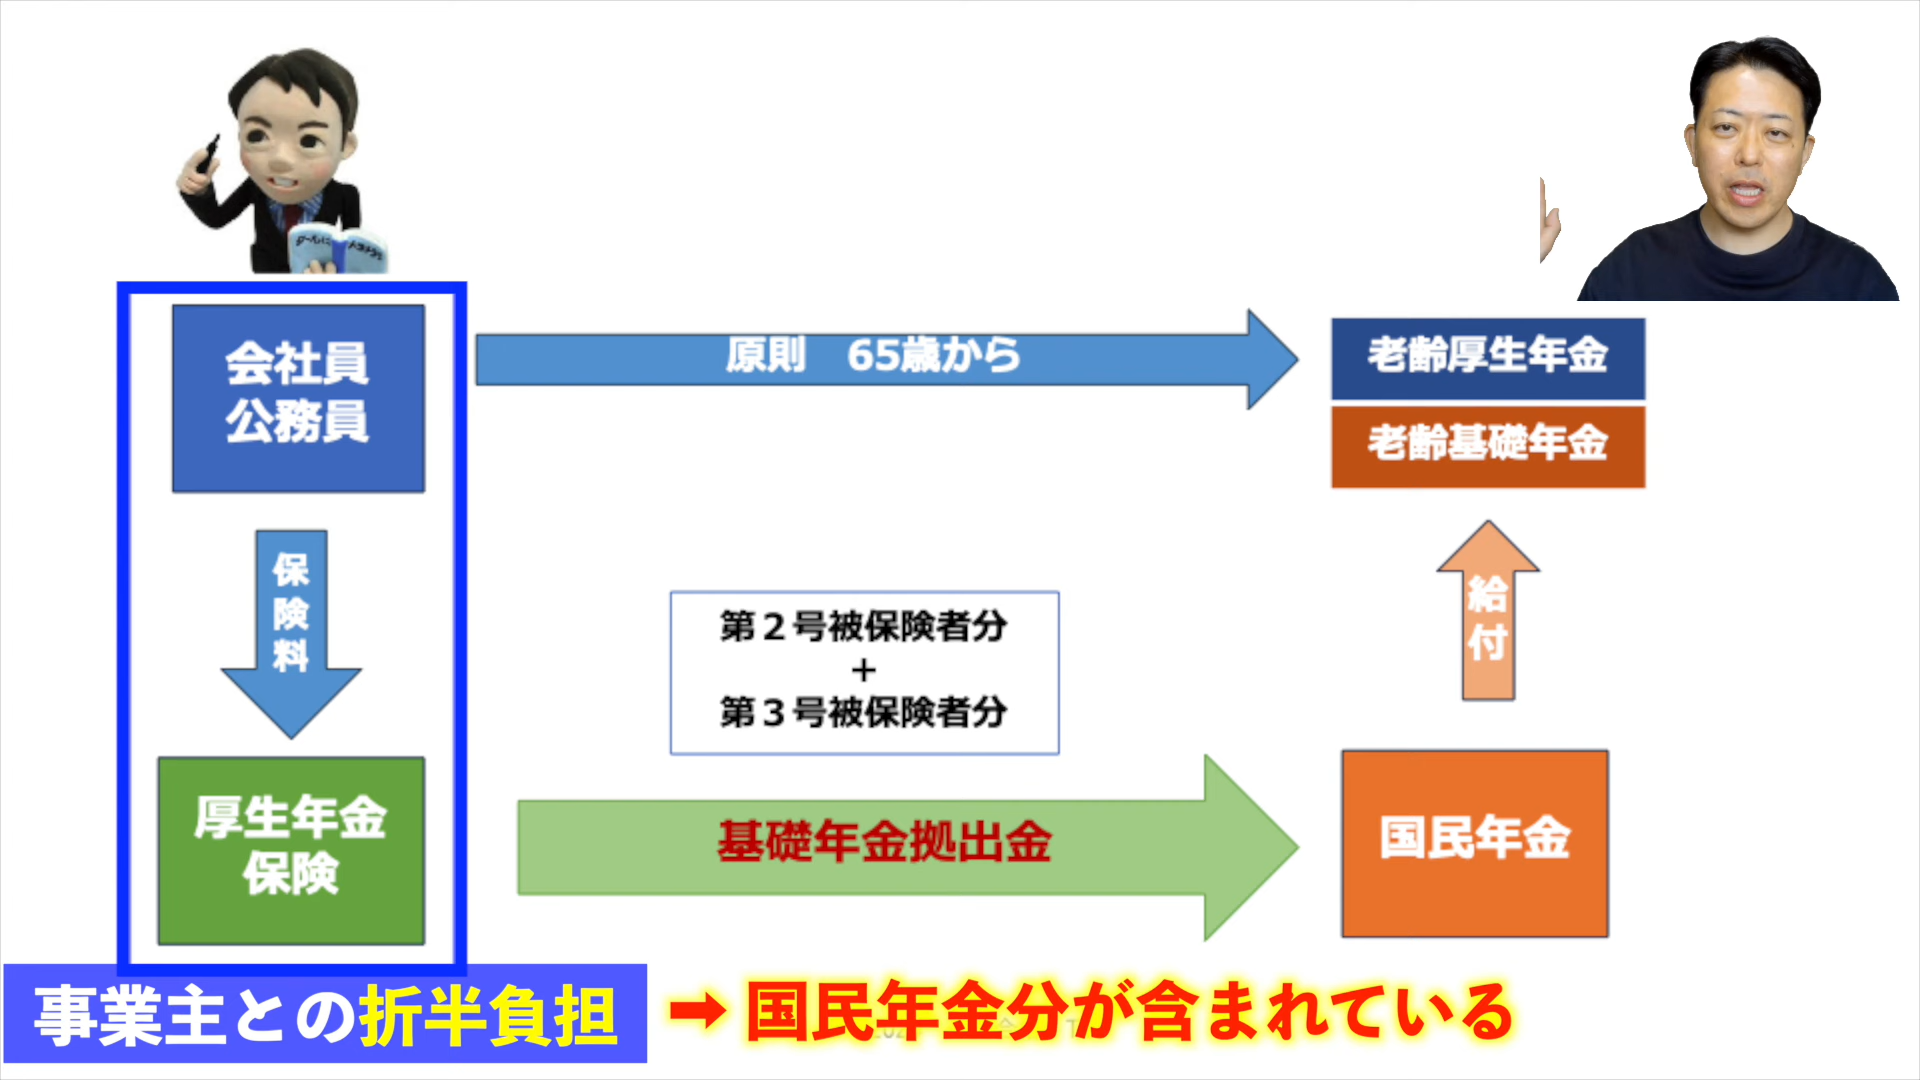 会社員
公務員
原則　65歳から
老齢厚生年金
老齢基礎年金
保険料
第２号被保険者分
＋
第３号被保険者分
給付
厚生年金
保険
基礎年金拠出金
国民年金
事業主との折半負担
➡国民年金分が含まれている